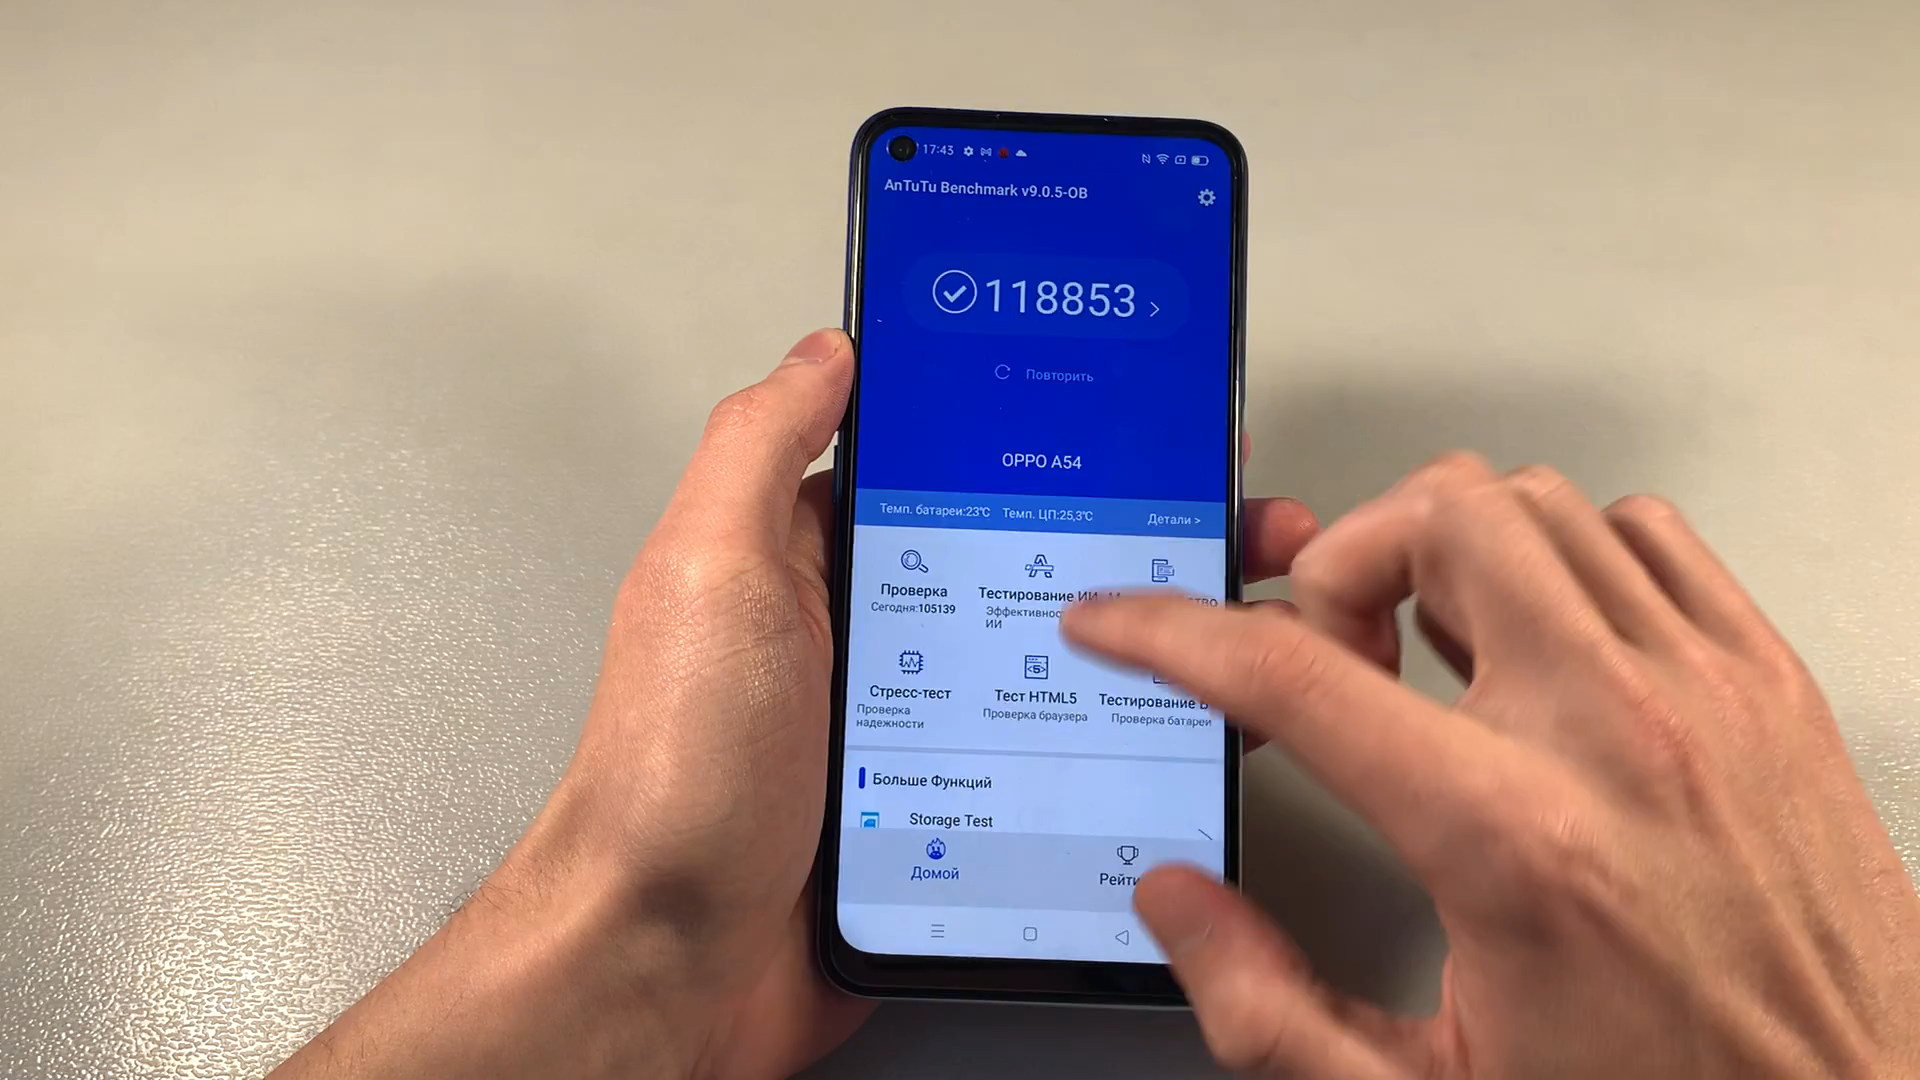 17:43
AnTuTu Benchmark v9.0.5-OB
118853
Повторить
OPPO A54
Темп. батареи:23℃ Темп. ЦП:25,3℃ Детали >
Проверка
Сегодня:105139
Тестирование ИИ
ИИ
Стресс-тест
Проверка
надежности
Тест HTML5
Проверка браузера
Тестирование
Проверка батареи
Больше Функций
Storage Test
Домой